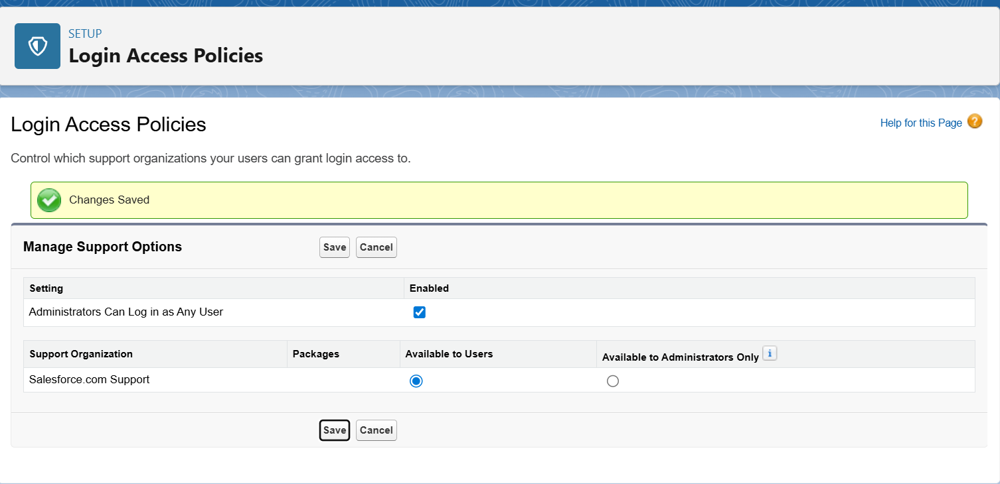 SETUP
Login Access Policies
Login Access Policies
Help for this Page ?
Control which support organizations your users can grant login access to.
Changes Saved
Manage Support Options
Save Cancel
Setting Enabled
Administrators Can Log in as Any User
Support Organization Packages Available to Users Available to Administrators Only i
Salesforce.com Support
Save Cancel